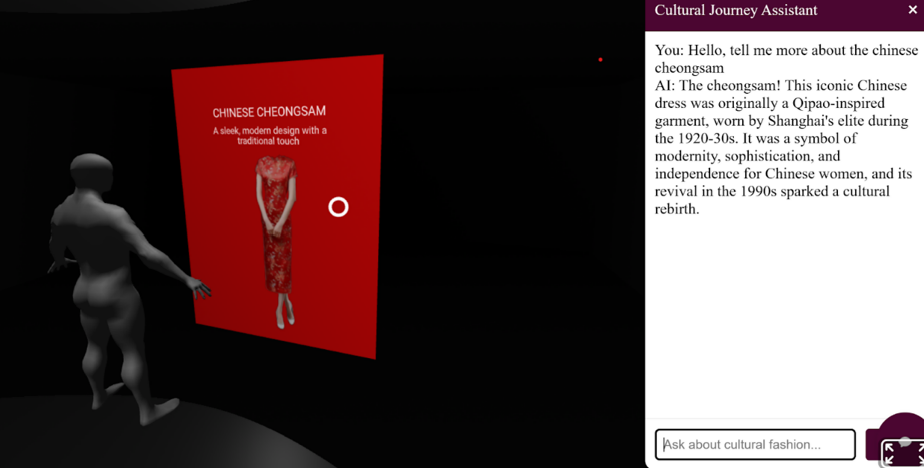 CHINESE CHEONGSAM
A sleek, modern design with a
traditional touch
Cultural Journey Assistant
×
You: Hello, tell me more about the chinese
cheongsam
AI: The cheongsam! This iconic Chinese
dress was originally a Qipao-inspired
garment, worn by Shanghai's elite during
the 1920-30s. It was a symbol of
modernity, sophistication, and
independence for Chinese women, and its
revival in the 1990s sparked a cultural
rebirth.
Ask about cultural fashion...